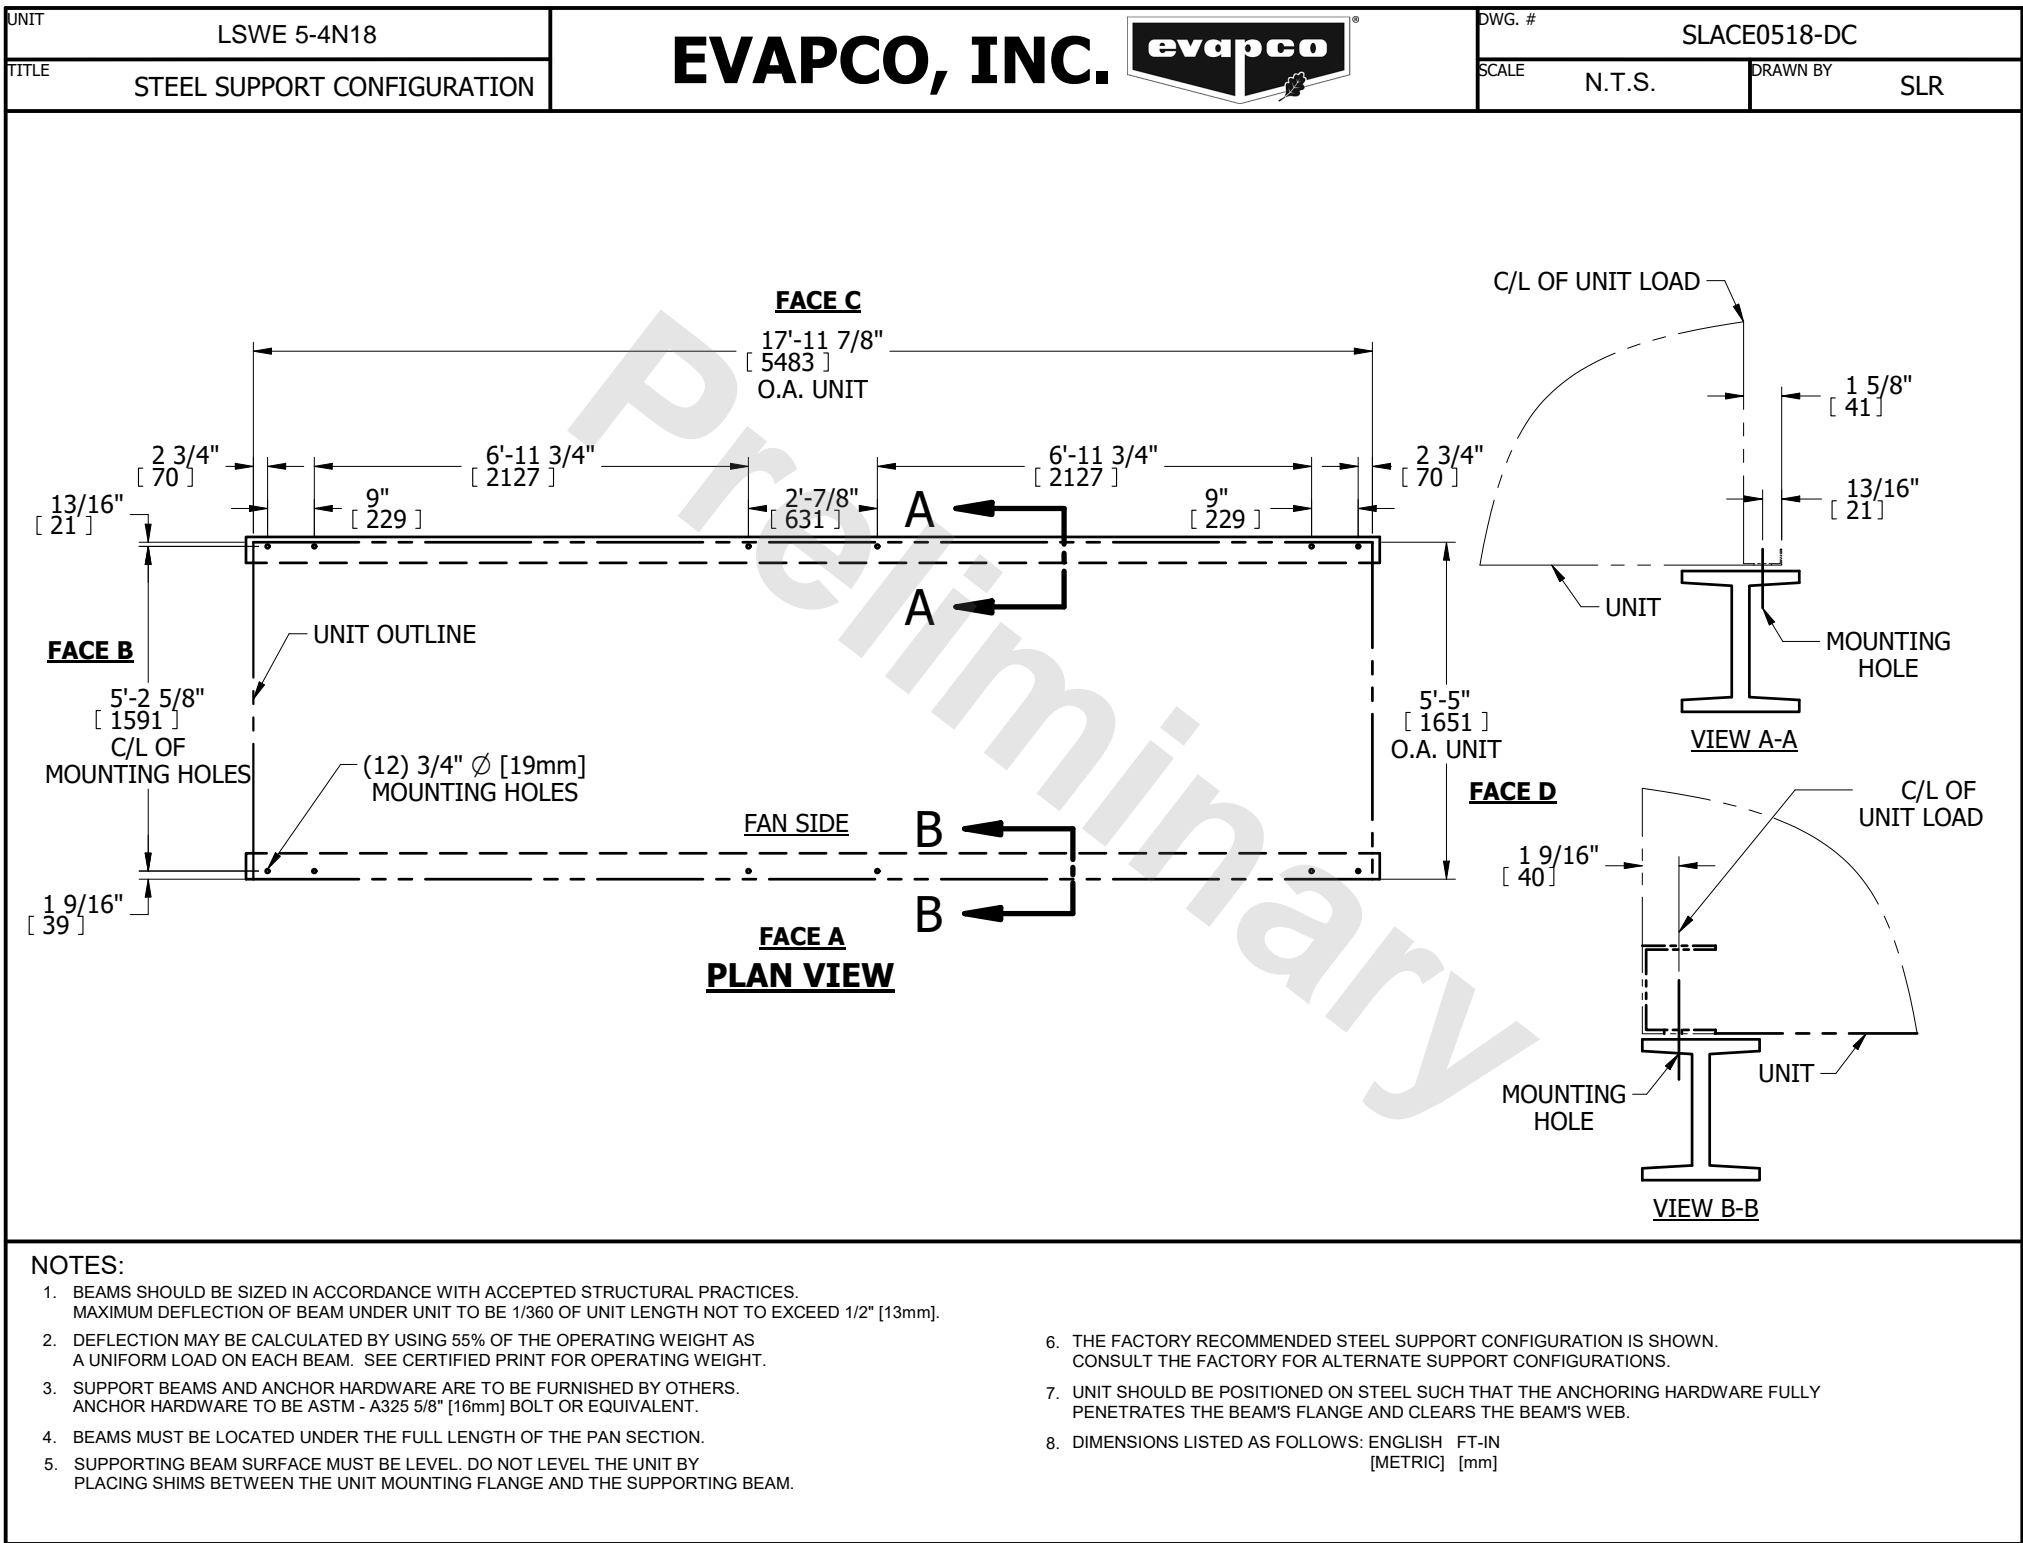 UNIT
LSWE 5-4N18
TITLE
STEEL SUPPORT CONFIGURATION
EVAPCO, INC.
evapco
®
DWG. #
SLACE0518-DC
SCALE
N.T.S.
DRAWN BY
SLR
Preliminary
FACE C
17'-11 7/8"
[ 5483 ]
O.A. UNIT
2 3/4"
[ 70 ]
6'-11 3/4"
[ 2127 ]
6'-11 3/4"
[ 2127 ]
2 3/4"
[ 70 ]
13/16"
[ 21 ]
9"
[ 229 ]
2'-7/8"
[ 631 ]
9"
[ 229 ]
A
A
FACE B
UNIT OUTLINE
5'-2 5/8"
[ 1591 ]
C/L OF
MOUNTING HOLES
(12) 3/4" ∅ [19mm]
MOUNTING HOLES
5'-5"
[ 1651 ]
O.A. UNIT
FACE D
FAN SIDE
B
B
1 9/16"
[ 39 ]
FACE A
PLAN VIEW
C/L OF UNIT LOAD
1 5/8"
[ 41 ]
13/16"
[ 21 ]
UNIT
MOUNTING
HOLE
VIEW A-A
C/L OF
UNIT LOAD
1 9/16"
[ 40 ]
UNIT
MOUNTING
HOLE
VIEW B-B
NOTES:
1. BEAMS SHOULD BE SIZED IN ACCORDANCE WITH ACCEPTED STRUCTURAL PRACTICES.
MAXIMUM DEFLECTION OF BEAM UNDER UNIT TO BE 1/360 OF UNIT LENGTH NOT TO EXCEED 1/2" [13mm].
2. DEFLECTION MAY BE CALCULATED BY USING 55% OF THE OPERATING WEIGHT AS
A UNIFORM LOAD ON EACH BEAM. SEE CERTIFIED PRINT FOR OPERATING WEIGHT.
3. SUPPORT BEAMS AND ANCHOR HARDWARE ARE TO BE FURNISHED BY OTHERS.
ANCHOR HARDWARE TO BE ASTM - A325 5/8" [16mm] BOLT OR EQUIVALENT.
4. BEAMS MUST BE LOCATED UNDER THE FULL LENGTH OF THE PAN SECTION.
5. SUPPORTING BEAM SURFACE MUST BE LEVEL. DO NOT LEVEL THE UNIT BY
PLACING SHIMS BETWEEN THE UNIT MOUNTING FLANGE AND THE SUPPORTING BEAM.
6. THE FACTORY RECOMMENDED STEEL SUPPORT CONFIGURATION IS SHOWN.
CONSULT THE FACTORY FOR ALTERNATE SUPPORT CONFIGURATIONS.
7. UNIT SHOULD BE POSITIONED ON STEEL SUCH THAT THE ANCHORING HARDWARE FULLY
PENETRATES THE BEAM'S FLANGE AND CLEARS THE BEAM'S WEB.
8. DIMENSIONS LISTED AS FOLLOWS: ENGLISH FT-IN
[METRIC] [mm]